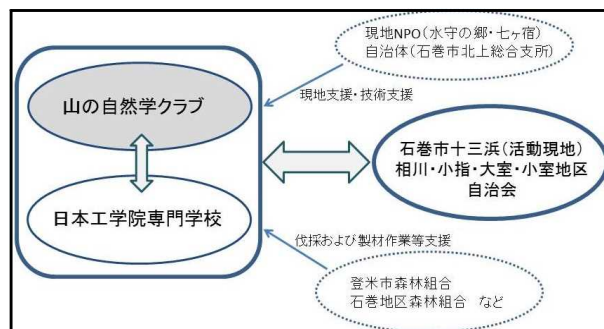 現地NPO(水守の郷・七ヶ宿)
自治体(石巻市北上総合支所)
山の自然学クラブ
現地支援・技術支援
石巻市十三浜(活動現地)
相川・小指・大室・小室地区
自治会
日本工学院専門学校
伐採および製材作業等支援
登米市森林組合
石巻地区森林組合 など